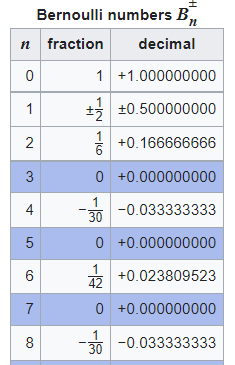 Bernoulli numbers B±n
n fraction decimal
0 1 +1.000000000
1 ±1/2 ±0.500000000
2 1/6 +0.166666666
3 0 +0.000000000
4 −1/30 −0.033333333
5 0 +0.000000000
6 1/42 +0.023809523
7 0 +0.000000000
8 −1/30 −0.033333333